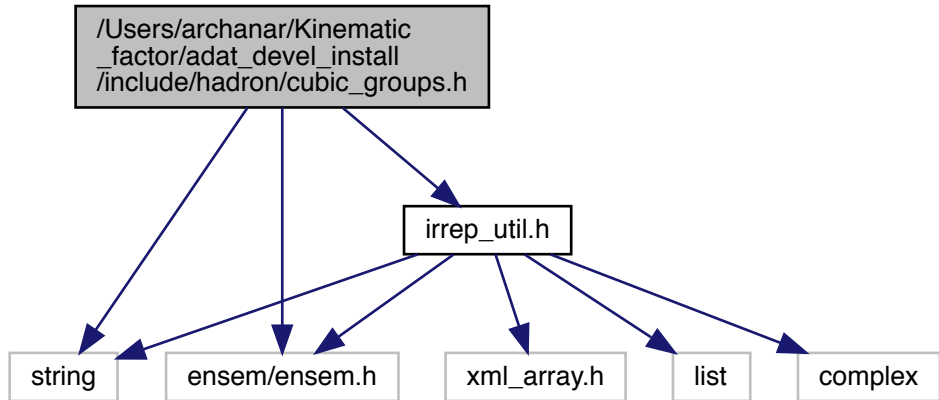 /Users/archanar/Kinematic
_factor/adat_devel_install
/include/hadron/cubic_groups.h
irrep_util.h
string
ensem/ensem.h
xml_array.h
list
complex